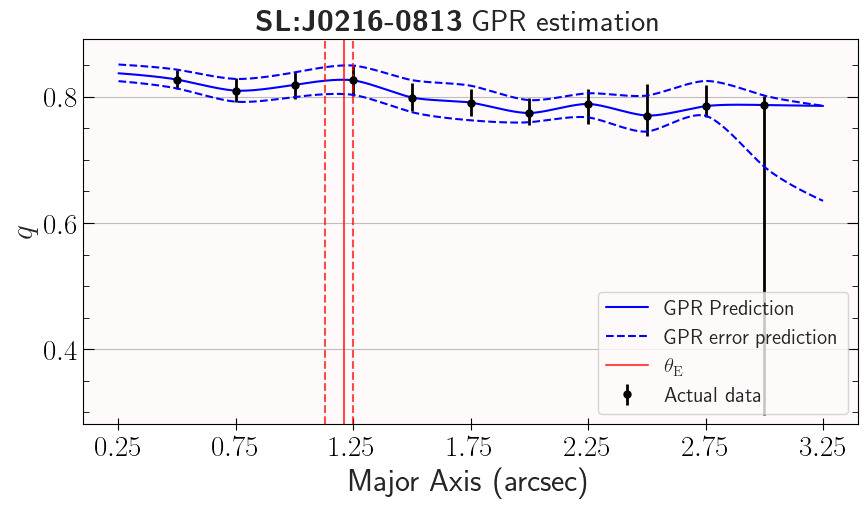 SL:J0216-0813 GPR estimation
0.8
0.6
0.4
q
GPR Prediction
GPR error prediction
θE
Actual data
0.25 0.75 1.25 1.75 2.25 2.75 3.25
Major Axis (arcsec)